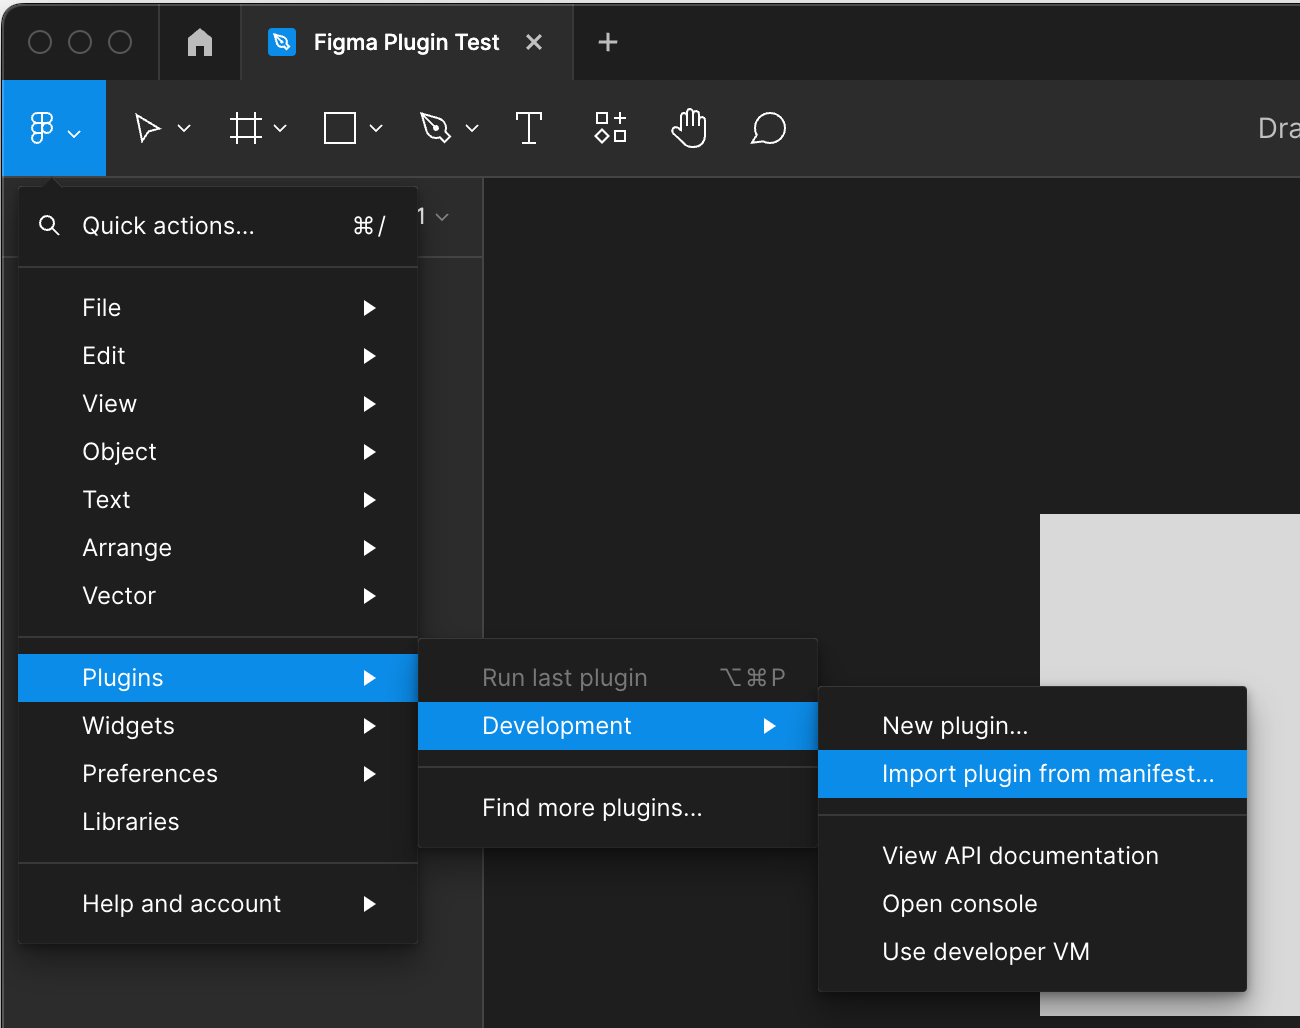 Figma Plugin Test
Dra
Quick actions... ⌘/
1
File
Edit
View
Object
Text
Arrange
Vector
Plugins
Widgets
Preferences
Libraries
Help and account
Run last plugin ⌥⌘P
Development
Find more plugins...
New plugin...
Import plugin from manifest...
View API documentation
Open console
Use developer VM